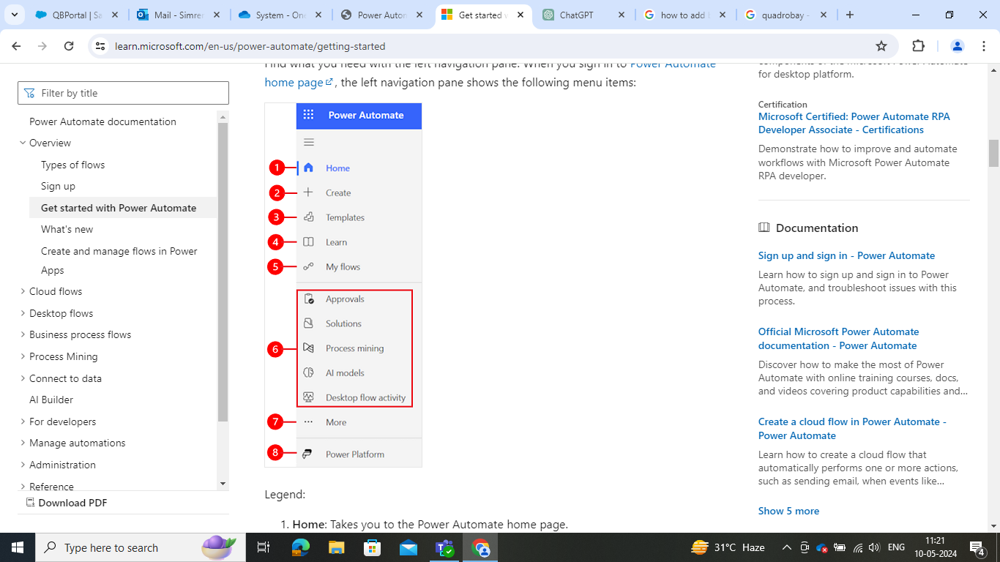 QBPortal | Sa
Mail - Simre
System - One
Power Auton
Get started w
ChatGPT
how to add l
quadrobay -
learn.microsoft.com/en-us/power-automate/getting-started
Find what you need with the left navigation pane. When you sign in to Power Automate
home page, the left navigation pane shows the following menu items:
Filter by title
Power Automate documentation
Overview
Types of flows
Sign up
Get started with Power Automate
What's new
Create and manage flows in Power
Apps
Cloud flows
Desktop flows
Business process flows
Process Mining
Connect to data
AI Builder
For developers
Manage automations
Administration
Reference
Download PDF
Power Automate
1 Home
2 Create
3 Templates
4 Learn
5 My flows
Approvals
Solutions
6 Process mining
AI models
Desktop flow activity
7 More
8 Power Platform
Legend:
1. Home: Takes you to the Power Automate home page.
components of the Microsoft Power Automate
for desktop platform.
Certification
Microsoft Certified: Power Automate RPA
Developer Associate - Certifications
Demonstrate how to improve and automate
workflows with Microsoft Power Automate
RPA developer.
Documentation
Sign up and sign in - Power Automate
Learn how to sign up and sign in to Power
Automate, and troubleshoot issues with this
process.
Official Microsoft Power Automate
documentation - Power Automate
Discover how to make the most of Power
Automate with online training courses, docs,
and videos covering product capabilities and...
Create a cloud flow in Power Automate -
Power Automate
Learn how to create a cloud flow that
automatically performs one or more actions,
such as sending email, when events like...
Show 5 more
Type here to search
31°C Haze
ENG
11:21
10-05-2024
4